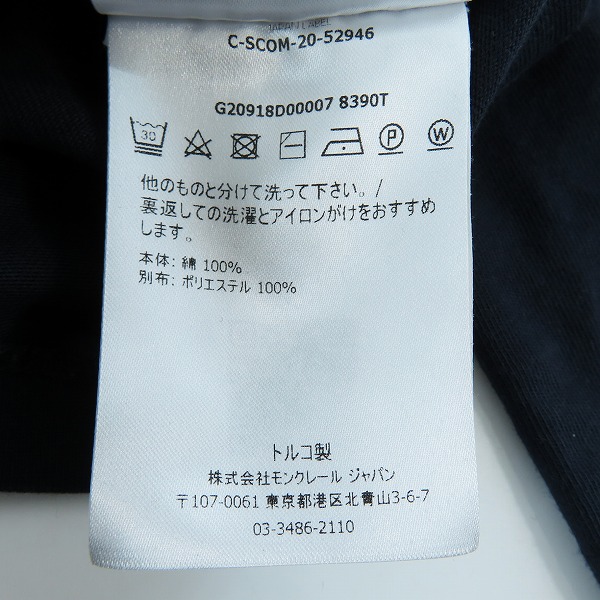 JAPAN LABEL
C-SCOM-20-52946
G20918D00007 8390T
30
P
W
他のものと分けて洗って下さい。/
裏返しての洗濯とアイロンがけをおすすめ
します。
本体: 綿 100%
別布: ポリエステル 100%
トルコ製
株式会社モンクレール ジャパン
〒107-0061 東京都港区北青山3-6-7
03-3486-2110